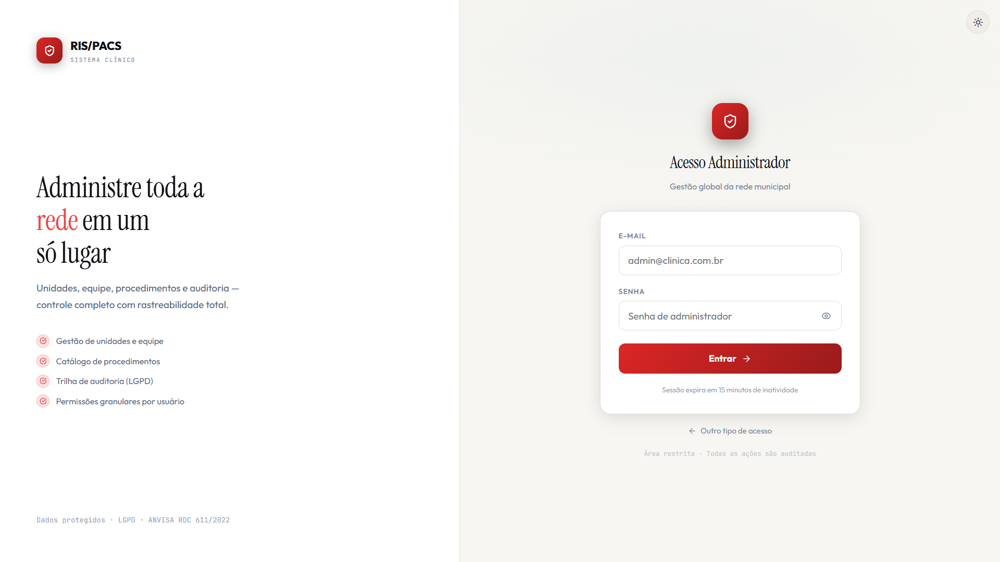 RIS/PACS
SISTEMA CLÍNICO
Administre toda a
rede em um
só lugar
Unidades, equipe, procedimentos e auditoria —
controle completo com rastreabilidade total.
Gestão de unidades e equipe
Catálogo de procedimentos
Trilha de auditoria (LGPD)
Permissões granulares por usuário
Dados protegidos · LGPD · ANVISA RDC 611/2022
Acesso Administrador
Gestão global da rede municipal
E-MAIL
admin@clinica.com.br
SENHA
Senha de administrador
Entrar →
Sessão expira em 15 minutos de inatividade
← Outro tipo de acesso
Área restrita · Todas as ações são auditadas